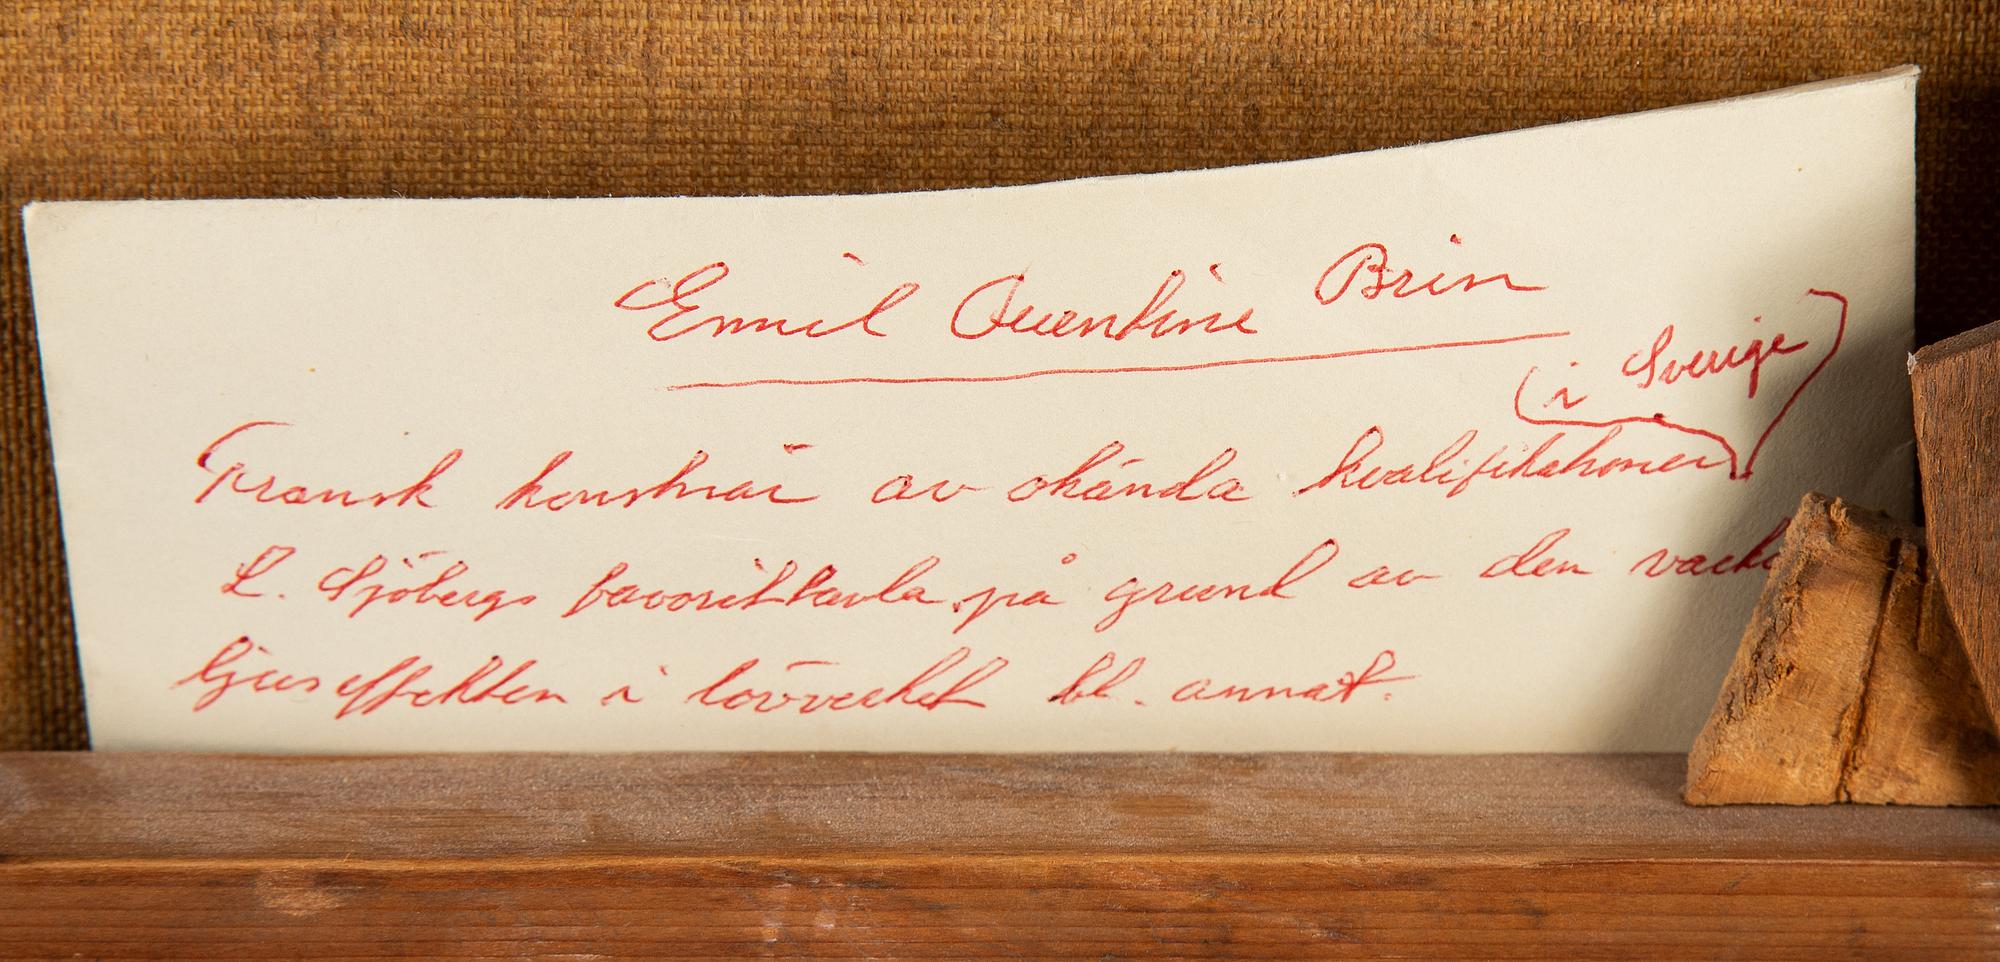 Emil Quentine Brin
(i Sverige)
Fransk konstnär av okända kvalifikationer
L. Sjöbergs favorittavla på grund av den
ljuseffekten i lövverket bl. annat.